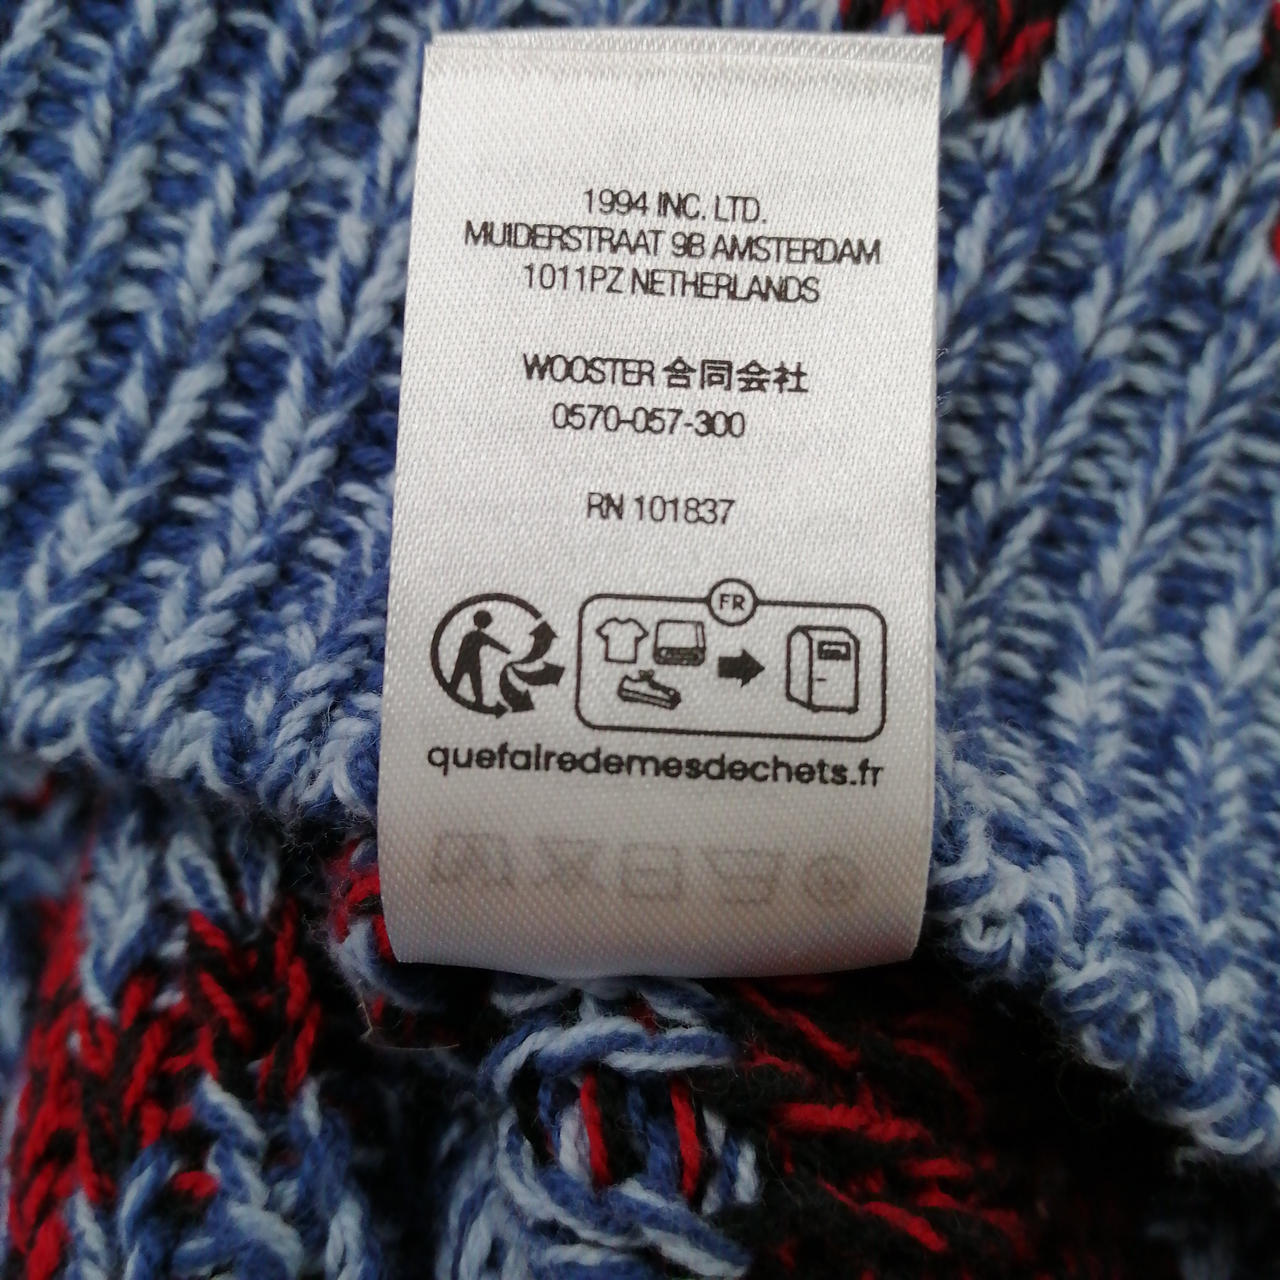 1994 INC. LTD.
MUIDERSTRAAT 9B AMSTERDAM
1011PZ NETHERLANDS
WOOSTER 合同会社
0570-057-300
RN 101837
FR
quefairedemesdechets.fr